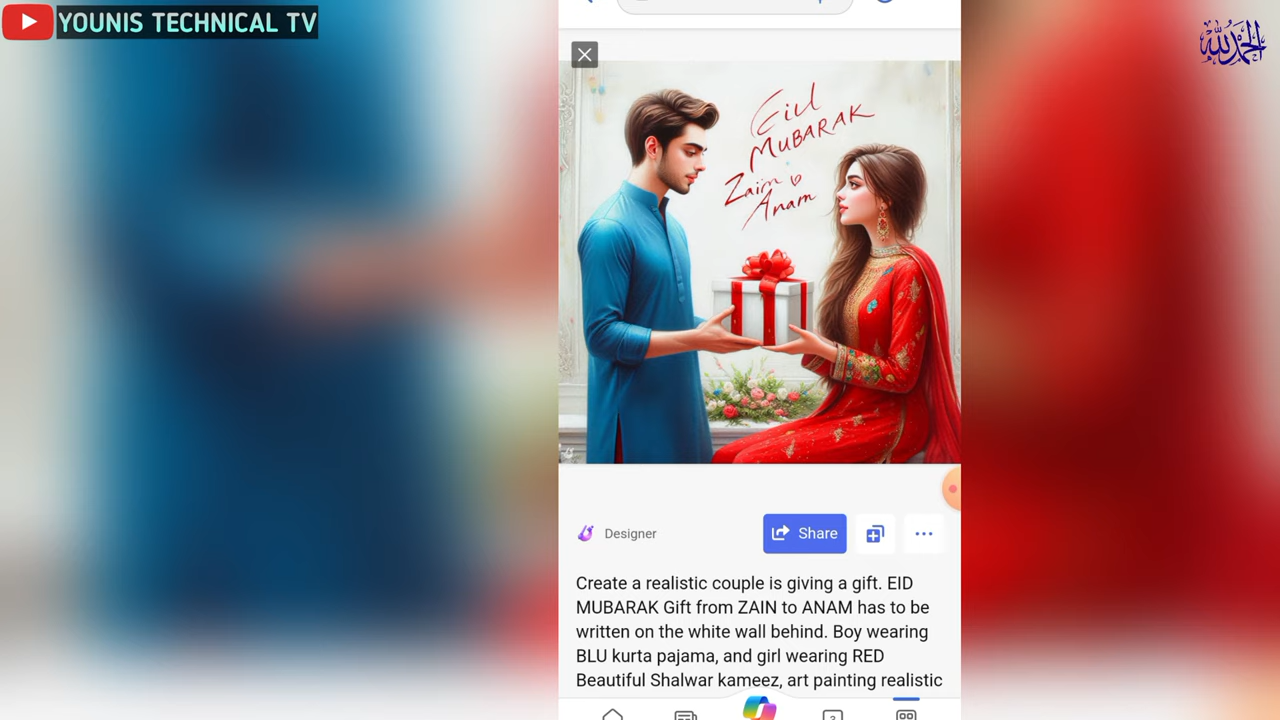 YOUNIS TECHNICAL TV
الحمدلله
Eid
MUBARAK
Zain
Anam
Designer
Share
Create a realistic couple is giving a gift. EID
MUBARAK Gift from ZAIN to ANAM has to be
written on the white wall behind. Boy wearing
BLU kurta pajama, and girl wearing RED
Beautiful Shalwar kameez, art painting realistic
3